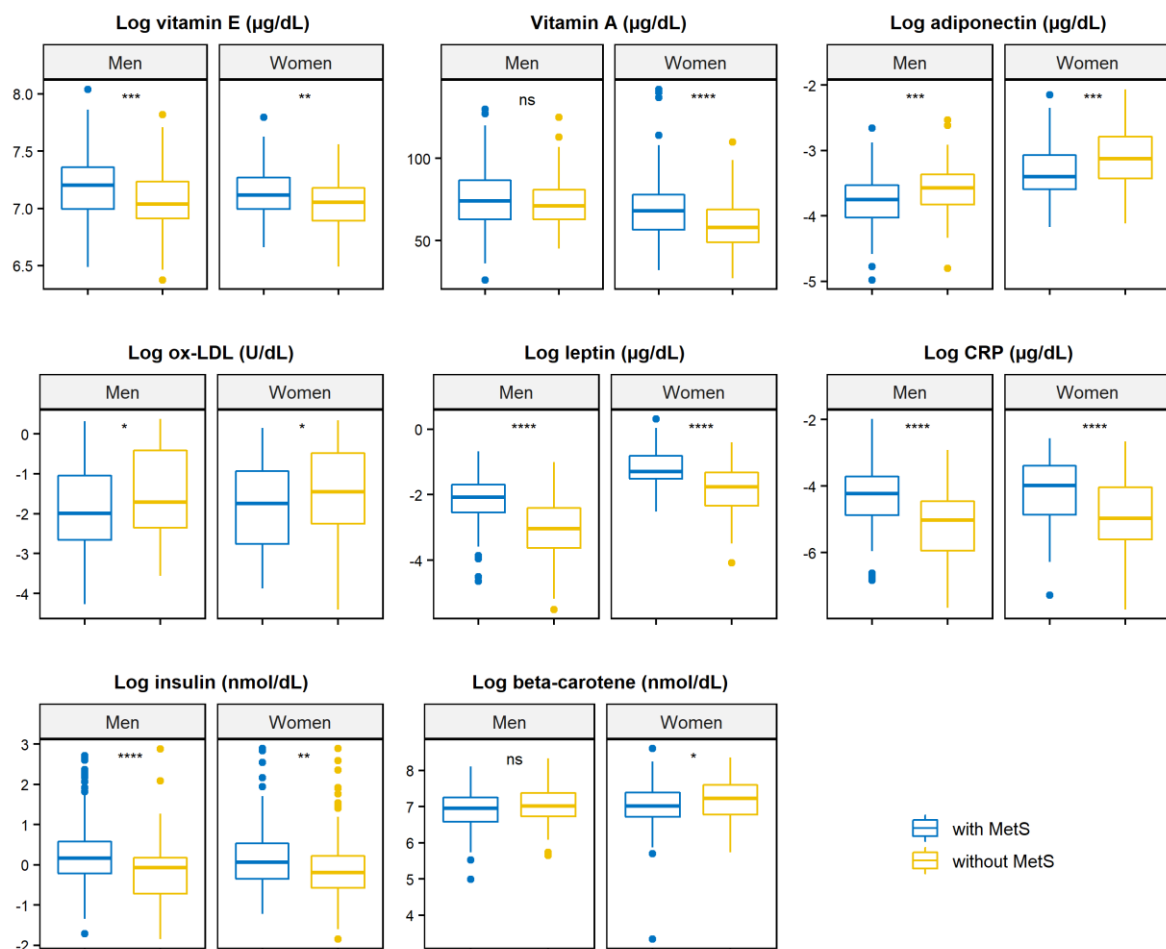 Log vitamin E (µg/dL)
Men
Women
8.0
7.5
7.0
6.5
***
**
Vitamin A (µg/dL)
Men
Women
100
50
ns
****
Log adiponectin (µg/dL)
Men
Women
-2
-3
-4
-5
***
***
Log ox-LDL (U/dL)
Men
Women
0
-1
-2
-3
-4
*
*
Log leptin (µg/dL)
Men
Women
0
-2
-4
****
****
Log CRP (µg/dL)
Men
Women
-2
-4
-6
****
****
Log insulin (nmol/dL)
Men
Women
3
2
1
0
-1
-2
****
**
Log beta-carotene (nmol/dL)
Men
Women
8
7
6
5
4
ns
*
with MetS
without MetS